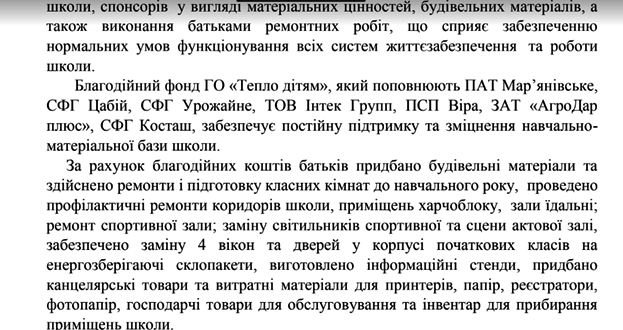 школи, спонсорів у вигляді матеріальних цінностей, будівельних матеріалів, а
також виконання батьками ремонтних робіт, що сприяє забезпеченню
нормальних умов функціонування всіх систем життєзабезпечення та роботи
школи.
Благодійний фонд ГО «Тепло дітям», який поповнюють ПАТ Мар’янівське,
СФГ Цабій, СФГ Урожайне, ТОВ Інтек Групп, ПСП Віра, ЗАТ «АгроДар
плюс», СФГ Косташ, забезпечує постійну підтримку та зміцнення навчально-
матеріальної бази школи.
За рахунок благодійних коштів батьків придбано будівельні матеріали та
здійснено ремонти і підготовку класних кімнат до навчального року, проведено
профілактичні ремонти коридорів школи, приміщень харчоблоку, зали їдальні;
ремонт спортивної зали; заміну світильників спортивної та сцени актової залі,
забезпечено заміну 4 вікон та дверей у корпусі початкових класів на
енергозберігаючі склопакети, виготовлено інформаційні стенди, придбано
канцелярські товари та витратні матеріали для принтерів, папір, реєстратори,
фотопапір, господарчі товари для обслуговування та інвентар для прибирання
приміщень школи.